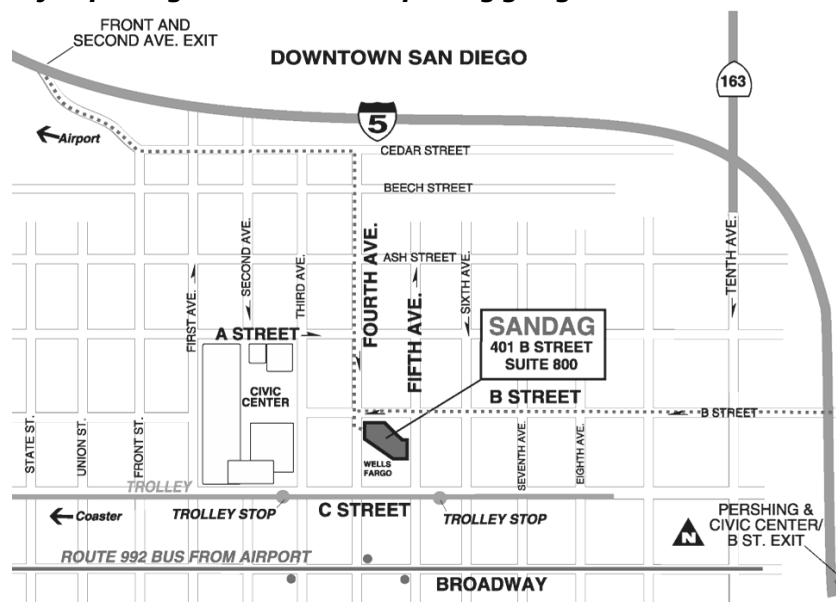 FRONT AND
SECOND AVE. EXIT
DOWNTOWN SAN DIEGO
163
5
Airport
CEDAR STREET
BEECH STREET
ASH STREET
FIRST AVE.
SECOND AVE.
THIRD AVE.
FOURTH AVE.
FIFTH AVE.
SIXTH AVE.
TENTH AVE.
A STREET
SANDAG
401 B STREET
SUITE 800
CIVIC
CENTER
B STREET
B STREET
STATE ST.
UNION ST.
FRONT ST.
SEVENTH AVE.
EIGHTH AVE.
WELLS
FARGO
TROLLEY
Coaster
TROLLEY STOP
C STREET
TROLLEY STOP
PERSHING &
CIVIC CENTER/
B ST. EXIT
N
ROUTE 992 BUS FROM AIRPORT
BROADWAY